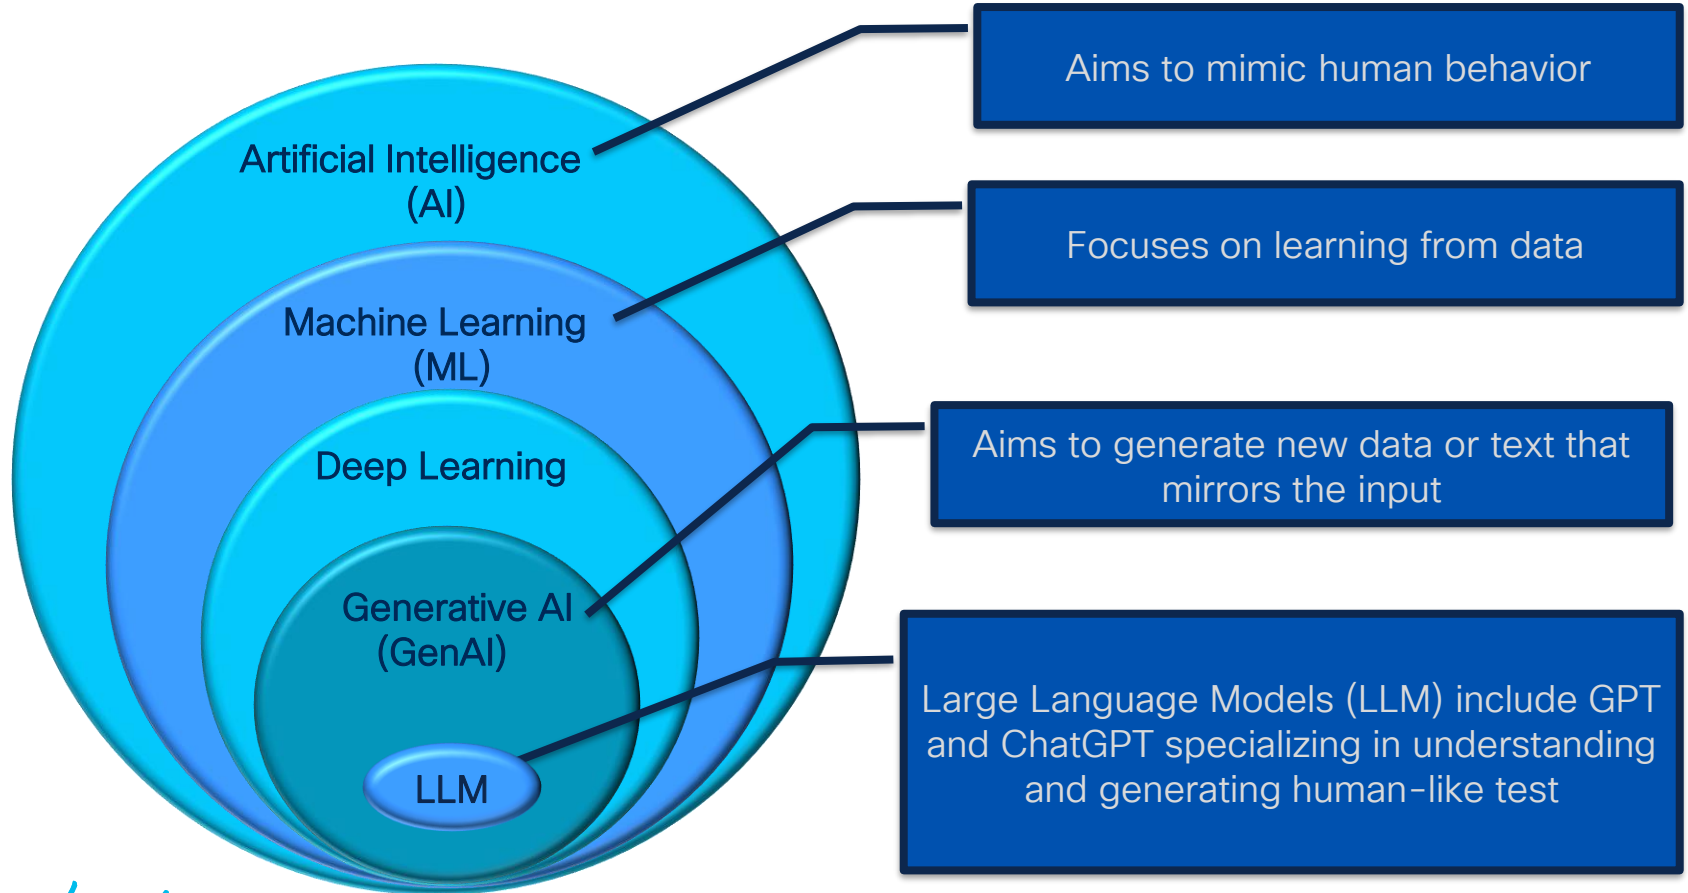 Artificial Intelligence
(AI)
Machine Learning
(ML)
Deep Learning
Generative AI
(GenAI)
LLM
Aims to mimic human behavior
Focuses on learning from data
Aims to generate new data or text that
mirrors the input
Large Language Models (LLM) include GPT
and ChatGPT specializing in understanding
and generating human-like test